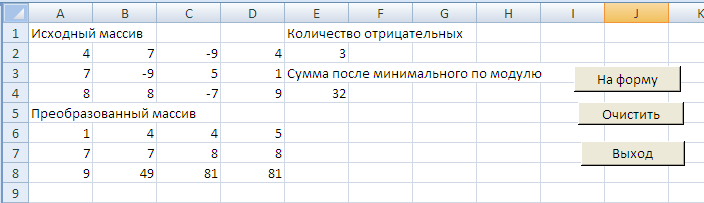 A B C D E F G H I J K
1 Исходный массив Количество отрицательных
2 4 7 -9 4 3
3 7 -9 5 1 Сумма после минимального по модулю На форму
4 8 8 -7 9 32
5 Преобразованный массив Очистить
6 1 4 4 5
7 7 7 8 8 Выход
8 9 49 81 81
9